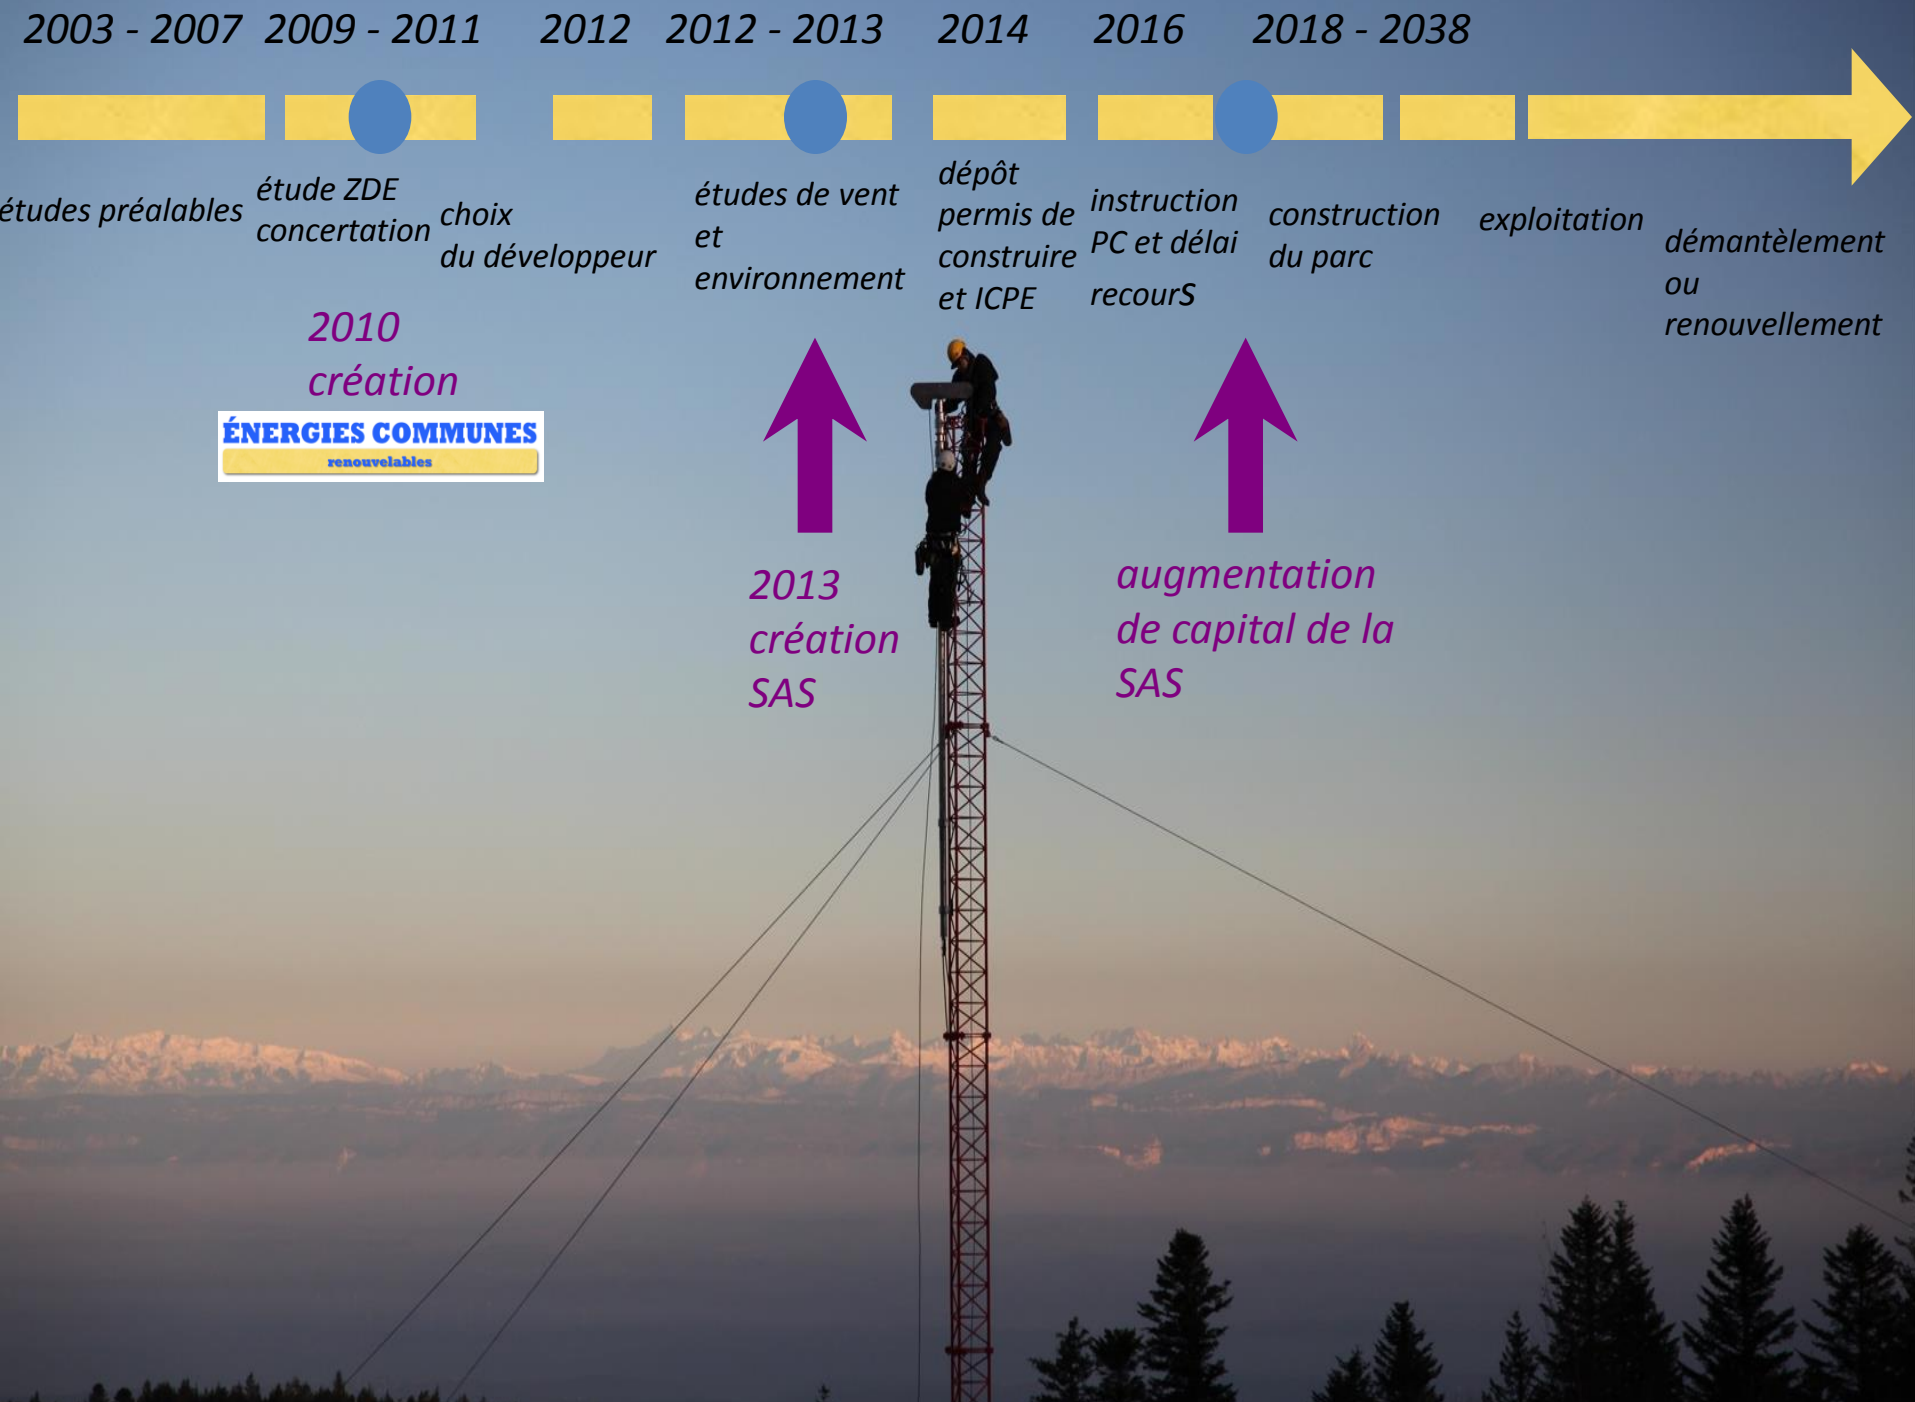 2003 - 2007 2009 - 2011 2012 2012 - 2013 2014 2016 2018 - 2038
études préalables
étude ZDE
concertation
choix
du développeur
études de vent
et
environnement
dépôt
permis de
construire
et ICPE
instruction
PC et délai
recourS
construction
du parc
exploitation
démantèlement
ou
renouvellement
2010
création
ÉNERGIES COMMUNES
renouvelables
2013
création
SAS
augmentation
de capital de la
SAS